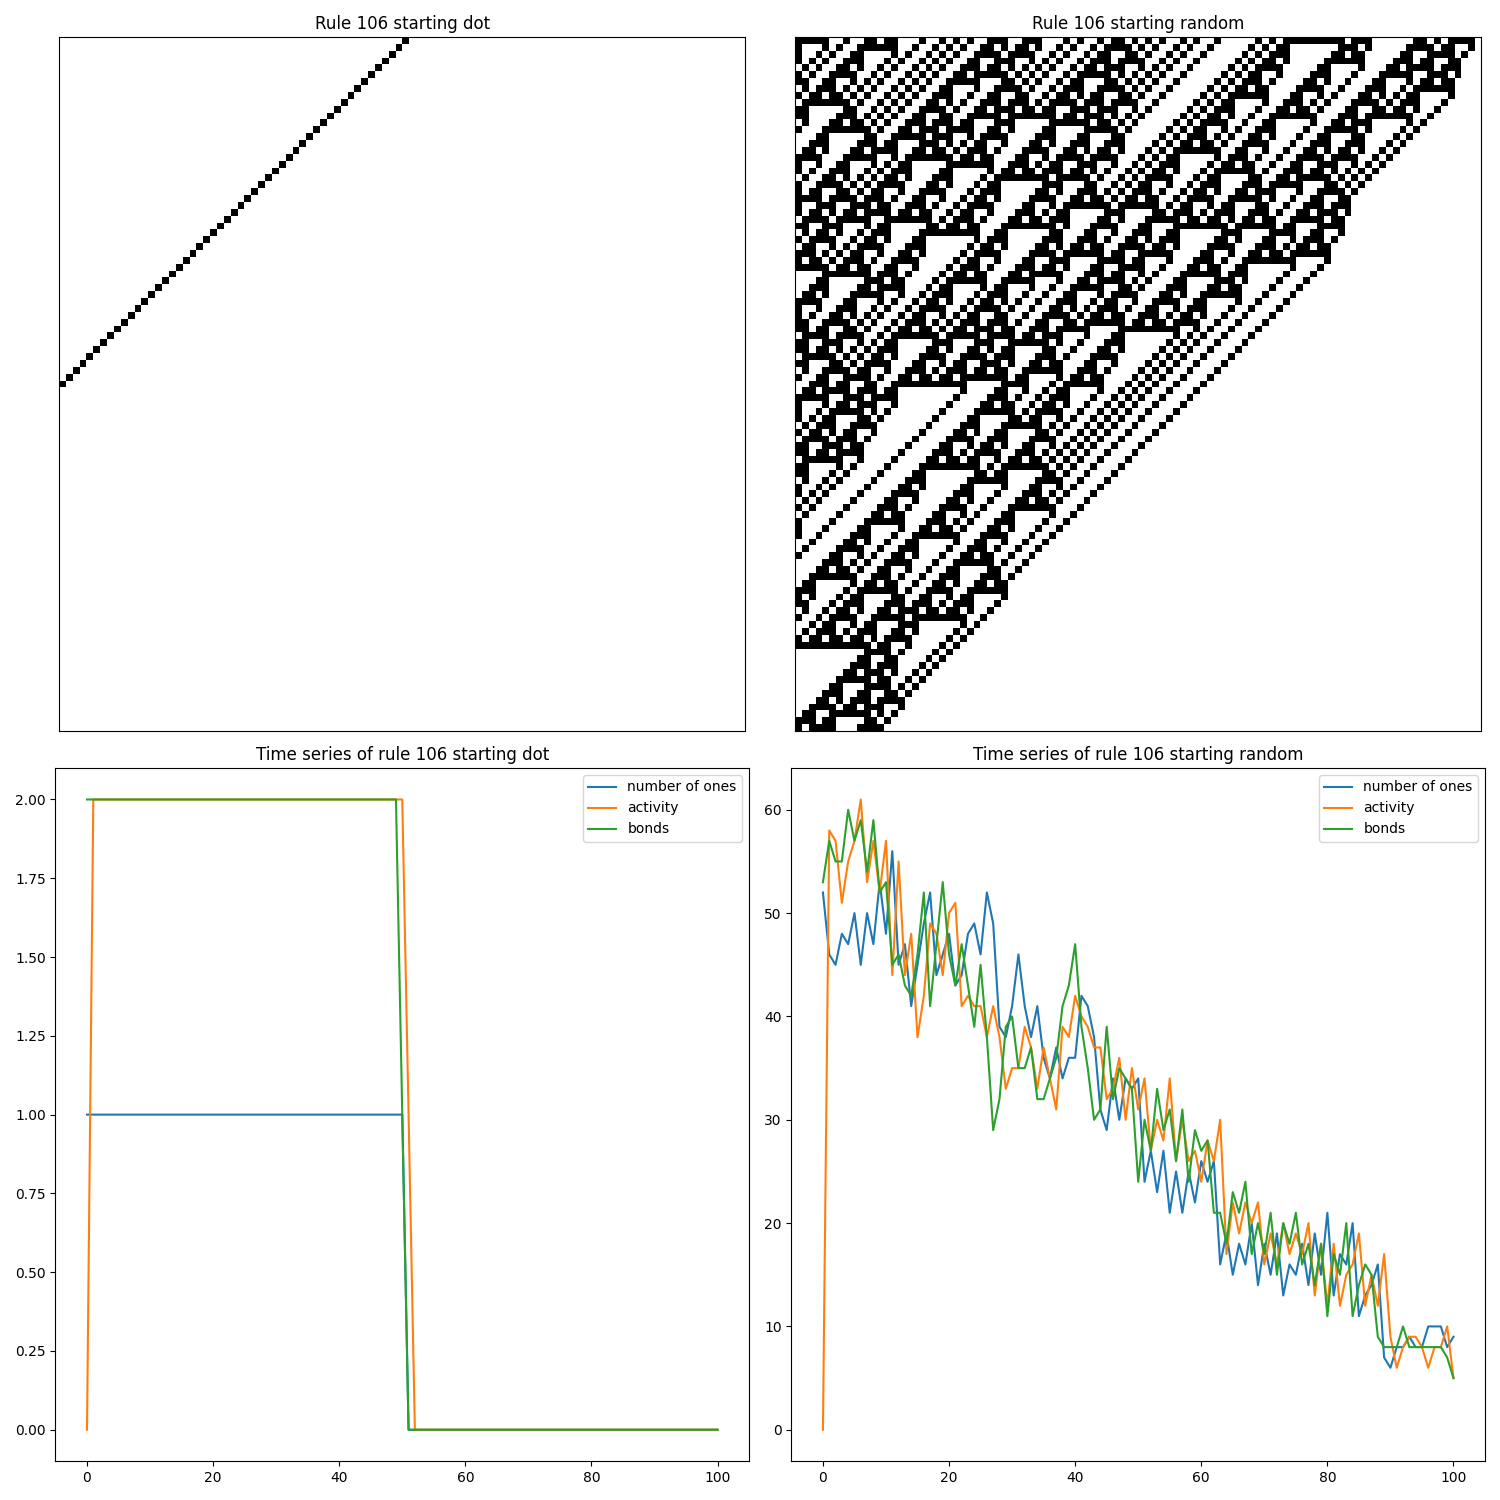 Rule 106 starting dot
Rule 106 starting random
Time series of rule 106 starting dot
number of ones
activity
bonds
2.00
1.75
1.50
1.25
1.00
0.75
0.50
0.25
0.00
0 20 40 60 80 100
Time series of rule 106 starting random
number of ones
activity
bonds
60
50
40
30
20
10
0
0 20 40 60 80 100